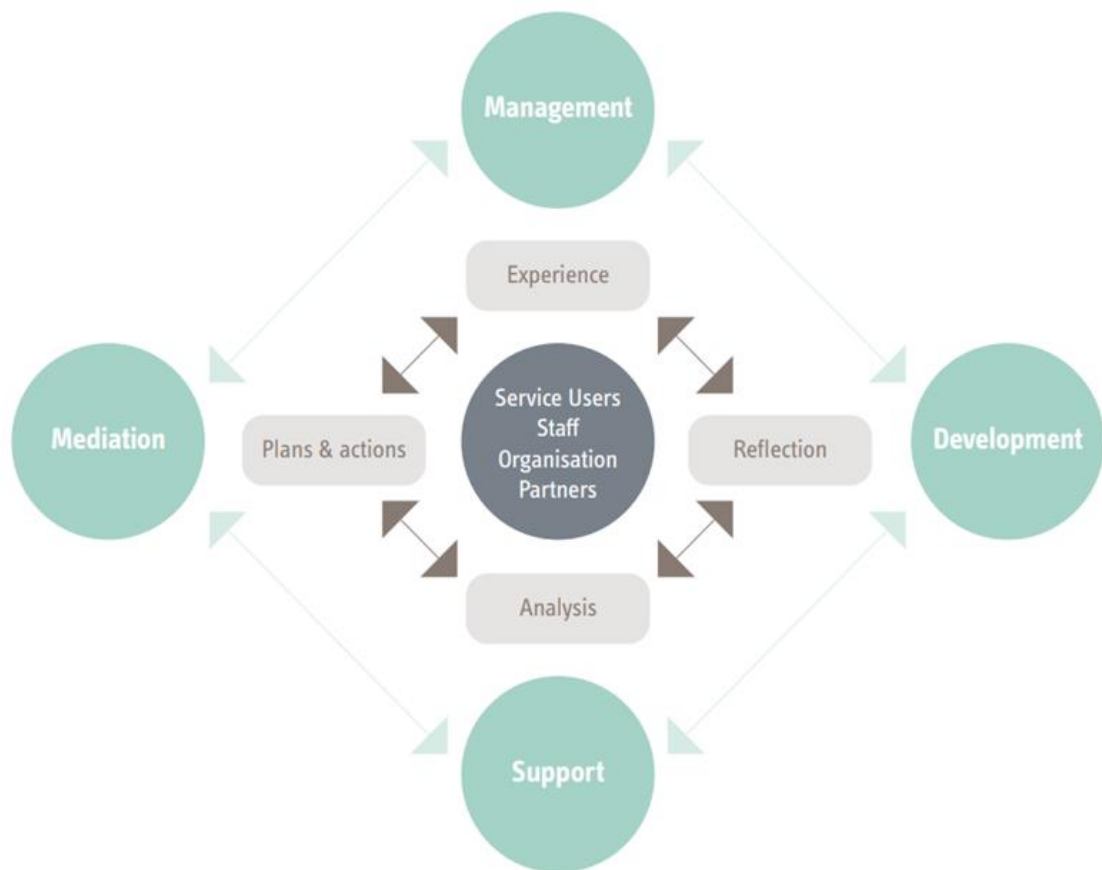 Management
Experience
Mediation
Plans & actions
Service Users
Staff
Organisation
Partners
Reflection
Development
Analysis
Support